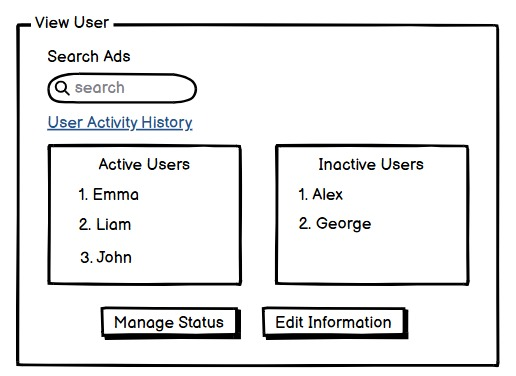 View User
Search Ads
search
User Activity History
Active Users
1. Emma
2. Liam
3. John
Inactive Users
1. Alex
2. George
Manage Status
Edit Information